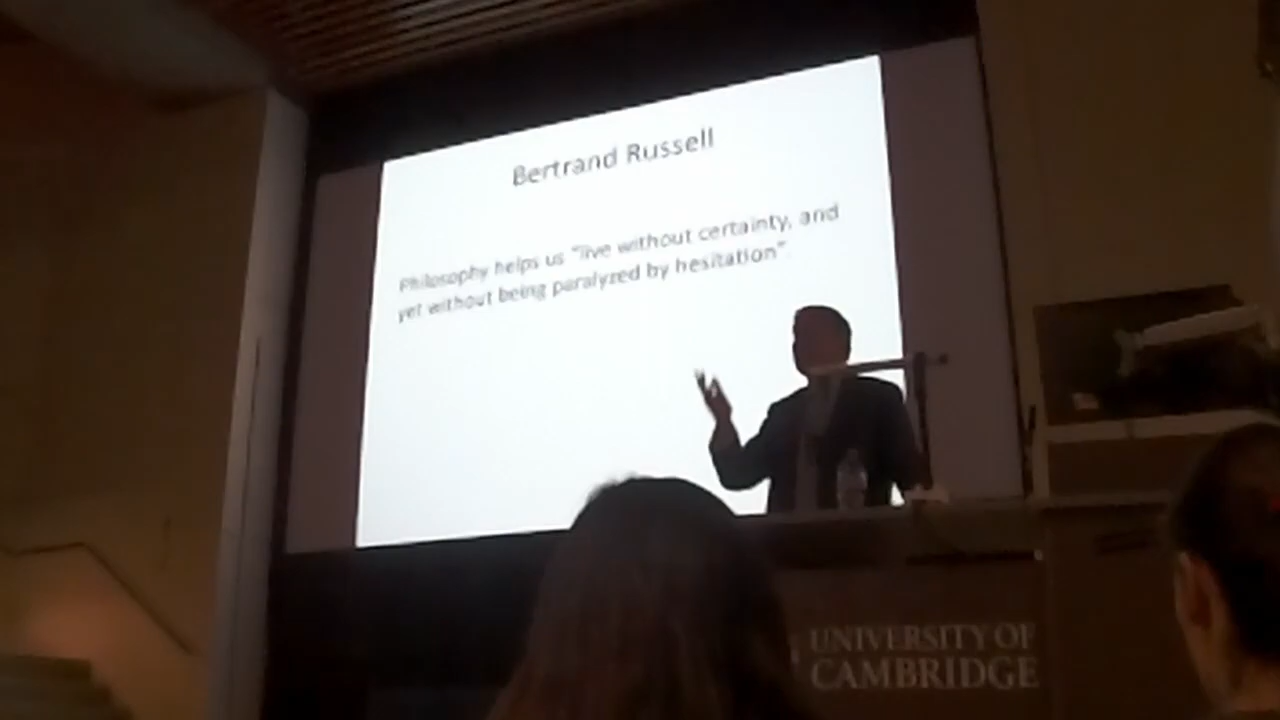 Bertrand Russell
Philosophy helps us "live without certainty, and
yet without being paralyzed by hesitation".
UNIVERSITY OF
CAMBRIDGE